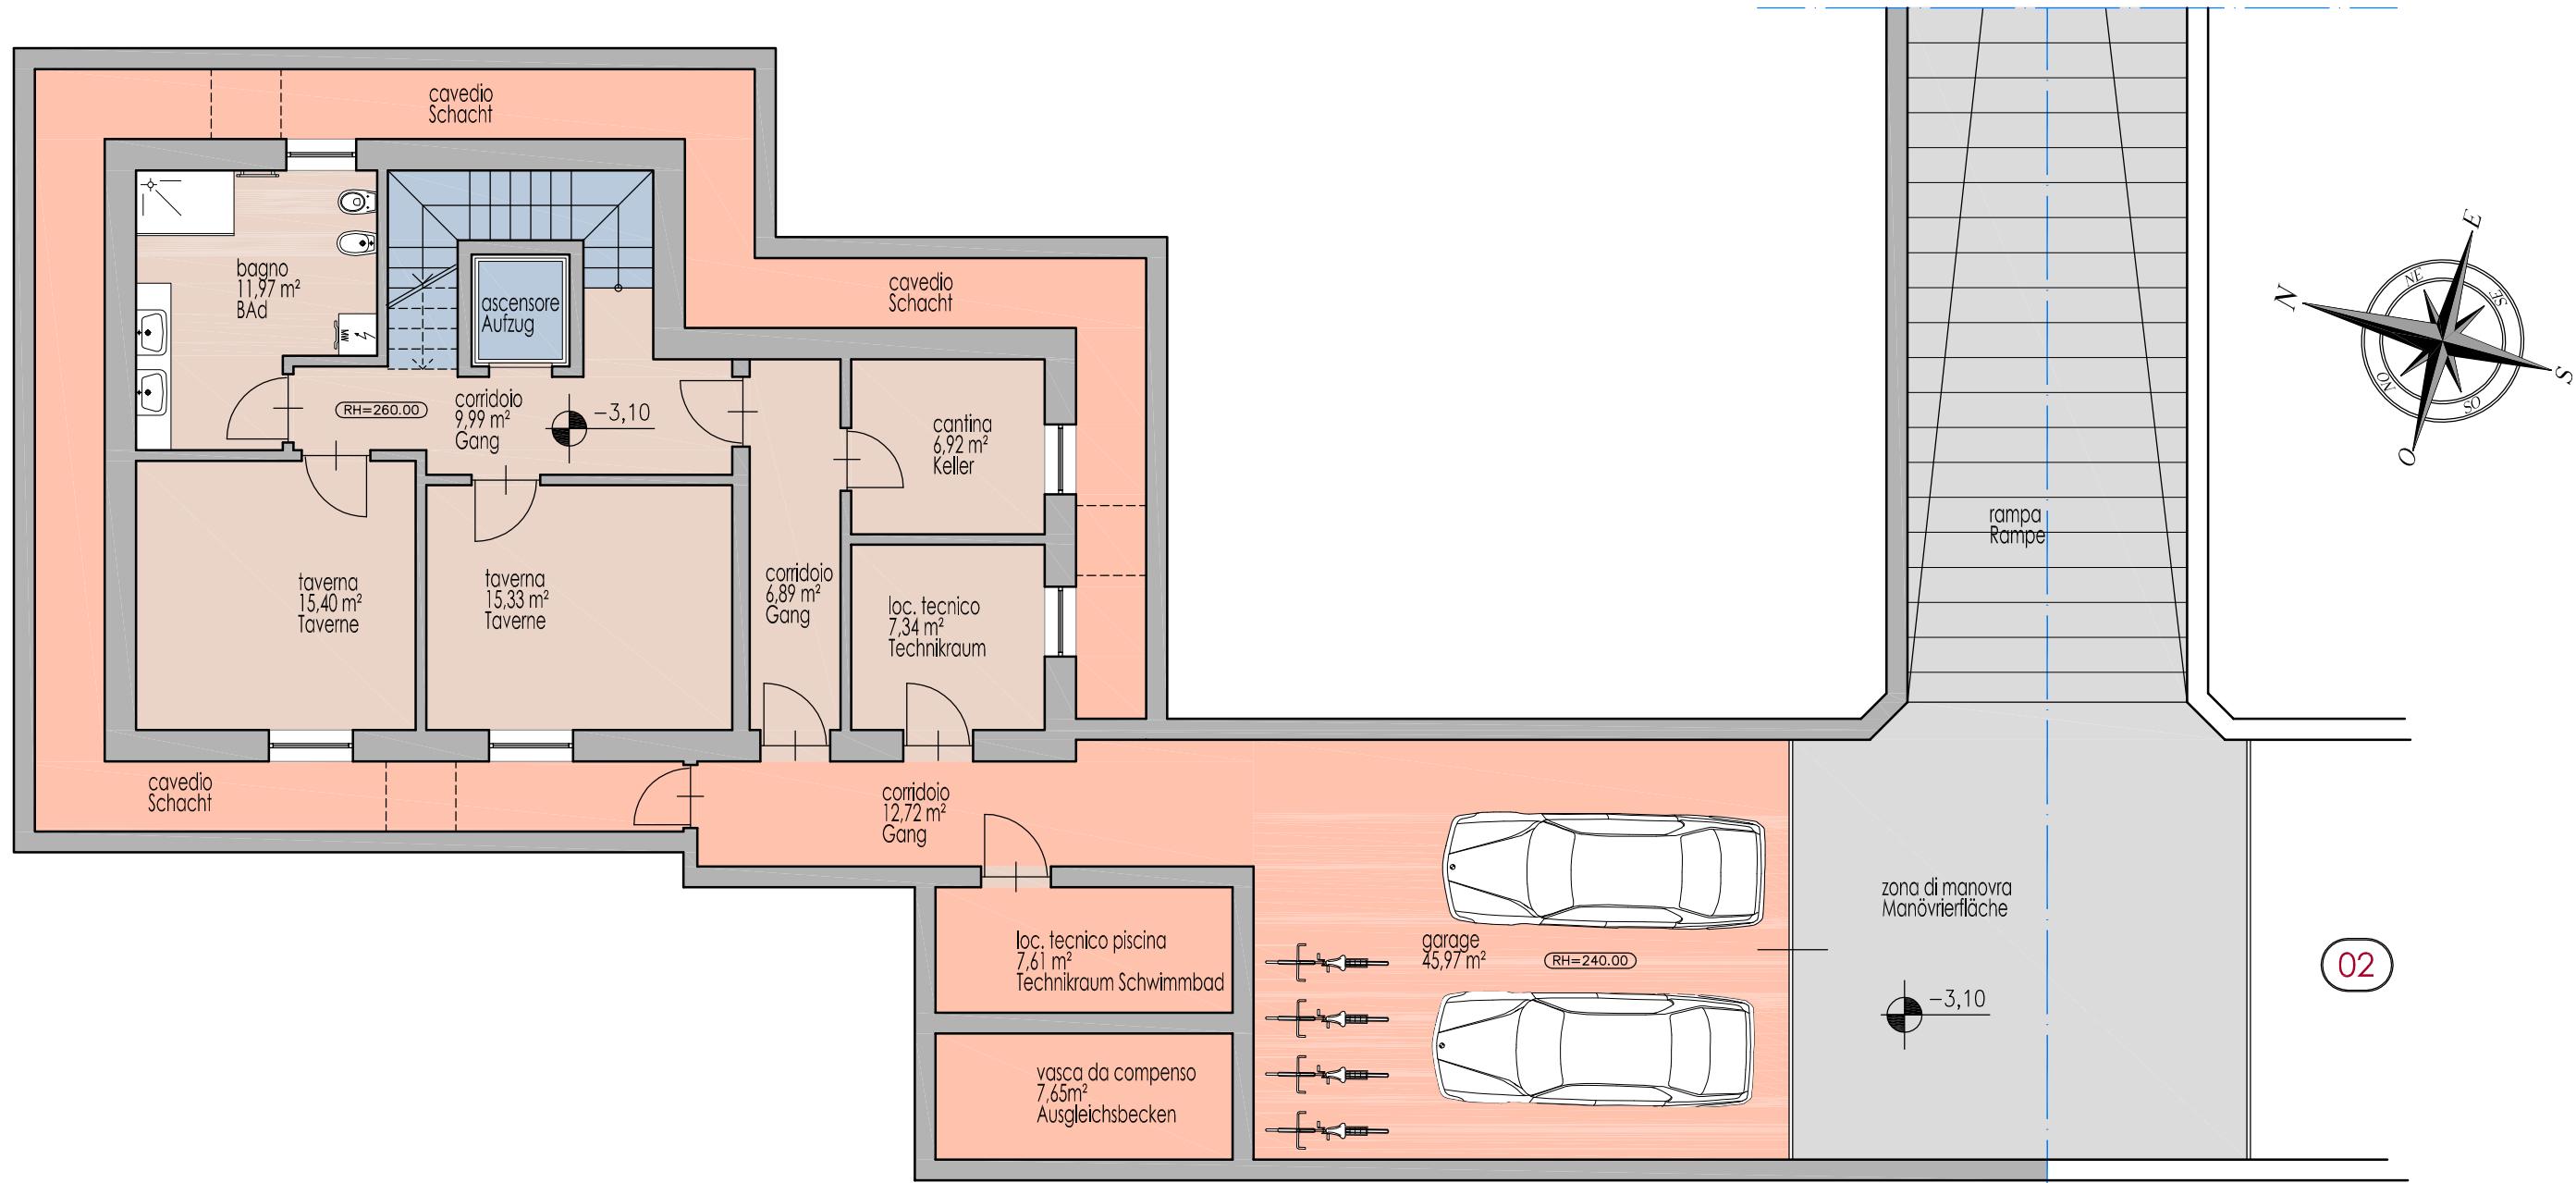 cavedio
Schacht
bagno
11,97 m²
BAd
MW
ascensore
Aufzug
cavedio
Schacht
RH=260.00
corridoio
9,99 m²
Gang
-3,10
cantina
6,92 m²
Keller
taverna
15,40 m²
Taverne
taverna
15,33 m²
Taverne
corridoio
6,89 m²
Gang
loc. tecnico
7,34 m²
Technikraum
cavedio
Schacht
corridoio
12,72 m²
Gang
loc. tecnico piscina
7,61 m²
Technikraum Schwimmbad
vasca da compenso
7,65m²
Ausgleichsbecken
garage
45,97 m²
RH=240.00
rampa
Rampe
zona di manovra
Manövrierfläche
-3,10
N
NE
E
SE
S
SO
O
NO
02